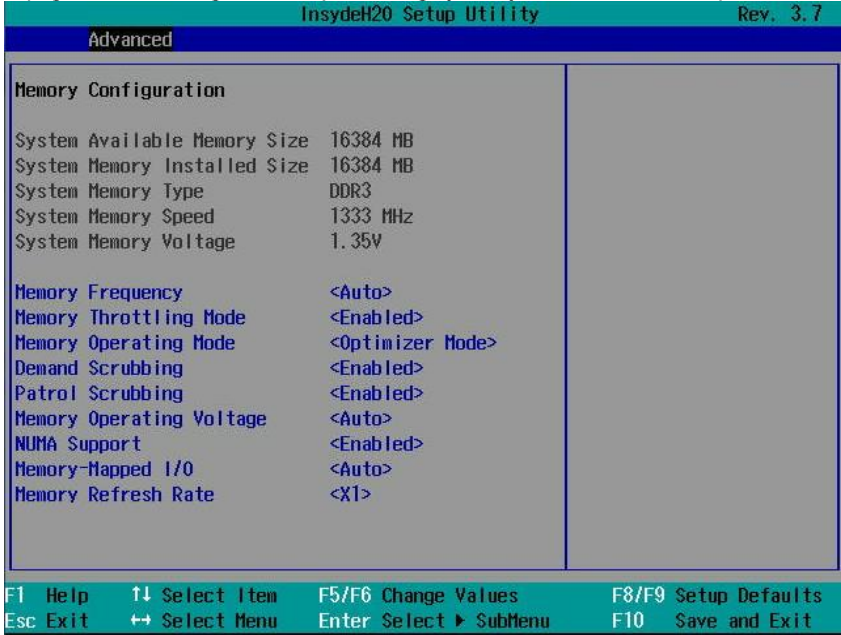 InsydeH20 Setup Utility Rev. 3.7
Advanced
Memory Configuration
System Available Memory Size 16384 MB
System Memory Installed Size 16384 MB
System Memory Type DDR3
System Memory Speed 1333 MHz
System Memory Voltage 1.35V
Memory Frequency <Auto>
Memory Throttling Mode <Enabled>
Memory Operating Mode <Optimizer Mode>
Demand Scrubbing <Enabled>
Patrol Scrubbing <Enabled>
Memory Operating Voltage <Auto>
NUMA Support <Enabled>
Memory-Mapped I/O <Auto>
Memory Refresh Rate <X1>
F1 Help ↑↓ Select Item F5/F6 Change Values F8/F9 Setup Defaults
Esc Exit ↔ Select Menu Enter Select ▶ SubMenu F10 Save and Exit